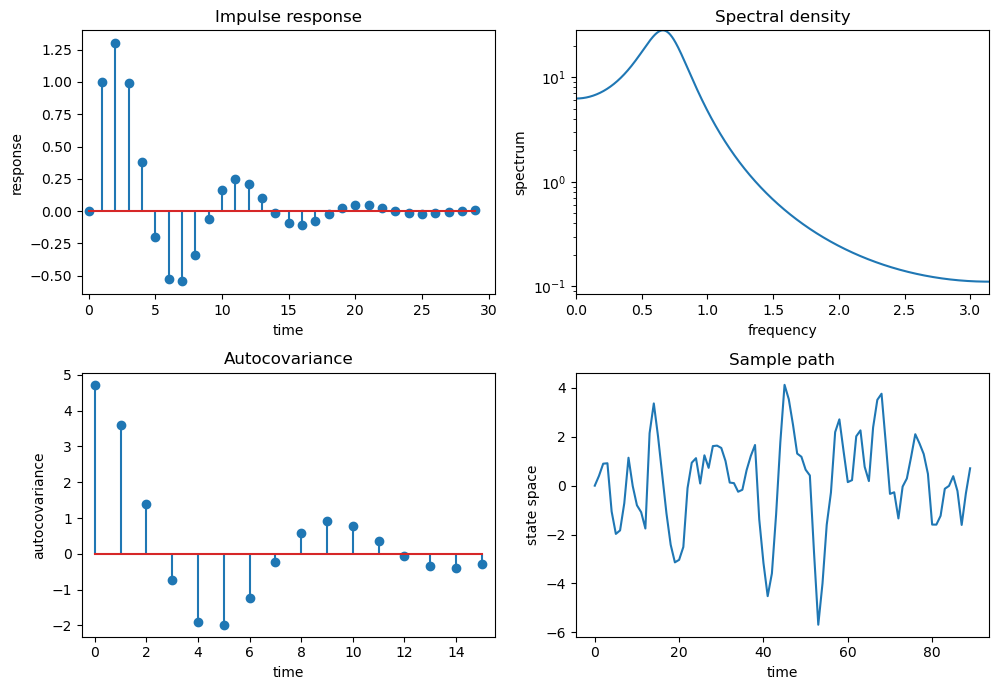 Impulse response
response
1.25
1.00
0.75
0.50
0.25
0.00
−0.25
−0.50
0 5 10 15 20 25 30
time
Spectral density
spectrum
10¹
10⁰
10⁻¹
0.0 0.5 1.0 1.5 2.0 2.5 3.0
frequency
Autocovariance
autocovariance
5
4
3
2
1
0
−1
−2
0 2 4 6 8 10 12 14
time
Sample path
state space
4
2
0
−2
−4
−6
0 20 40 60 80
time